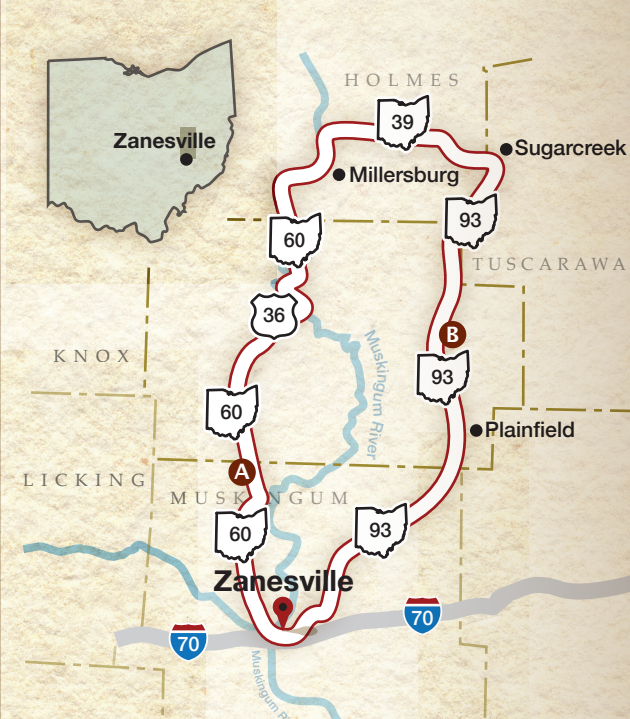 HOLMES
39
Zanesville
Sugarcreek
Millersburg
93
60
TUSCARAWA
36
B
Muskingum River
KNOX
93
60
Plainfield
A
LICKING
MUSKINGUM
93
60
Zanesville
70
70
Muskingum R